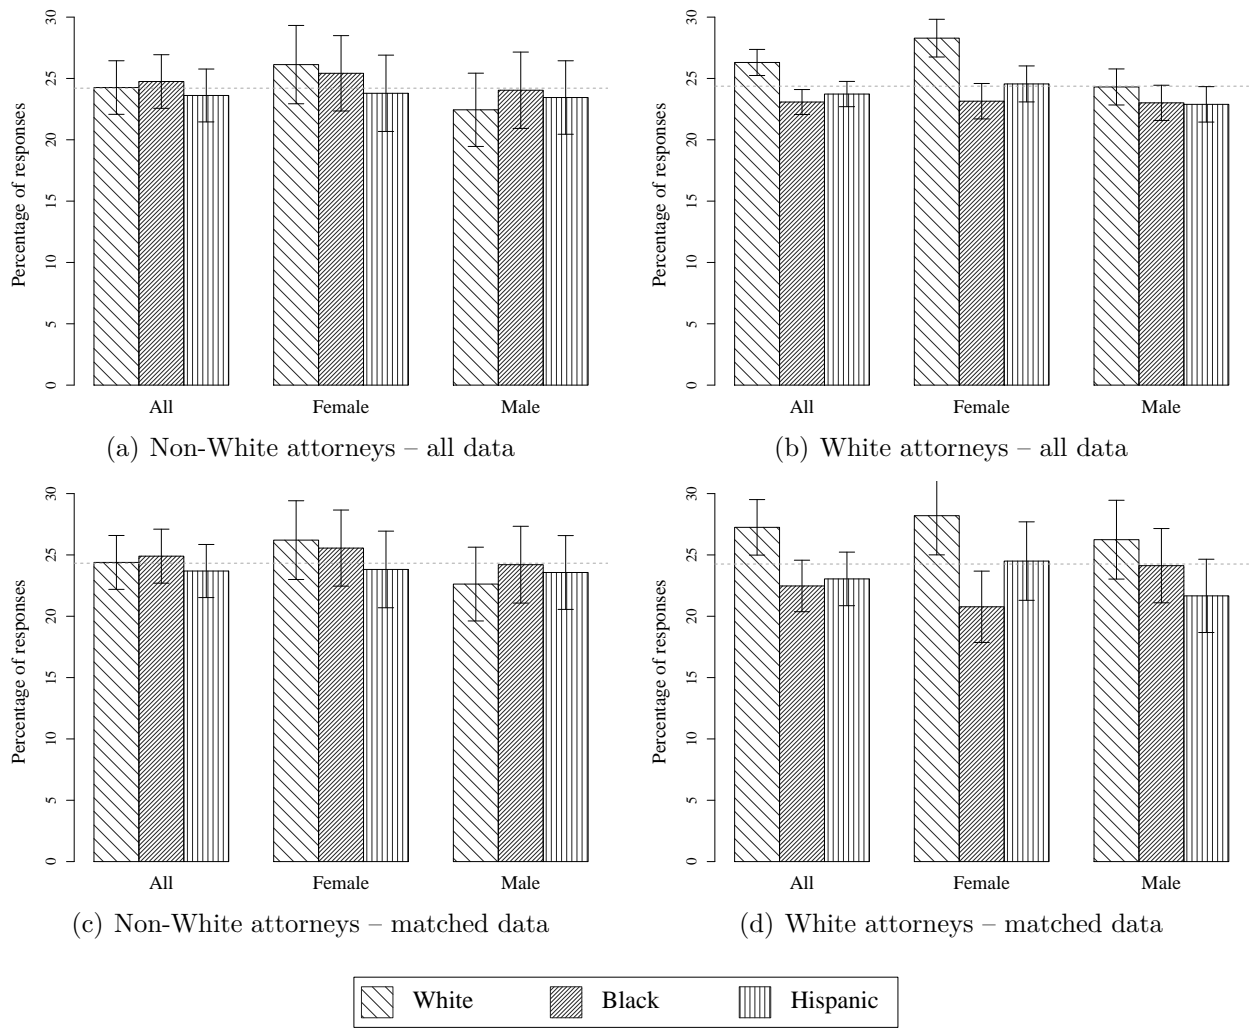 Percentage of responses
30
25
20
15
10
5
0
All Female Male
(a) Non-White attorneys – all data
Percentage of responses
30
25
20
15
10
5
0
All Female Male
(b) White attorneys – all data
Percentage of responses
30
25
20
15
10
5
0
All Female Male
(c) Non-White attorneys – matched data
Percentage of responses
30
25
20
15
10
5
0
All Female Male
(d) White attorneys – matched data
White Black Hispanic